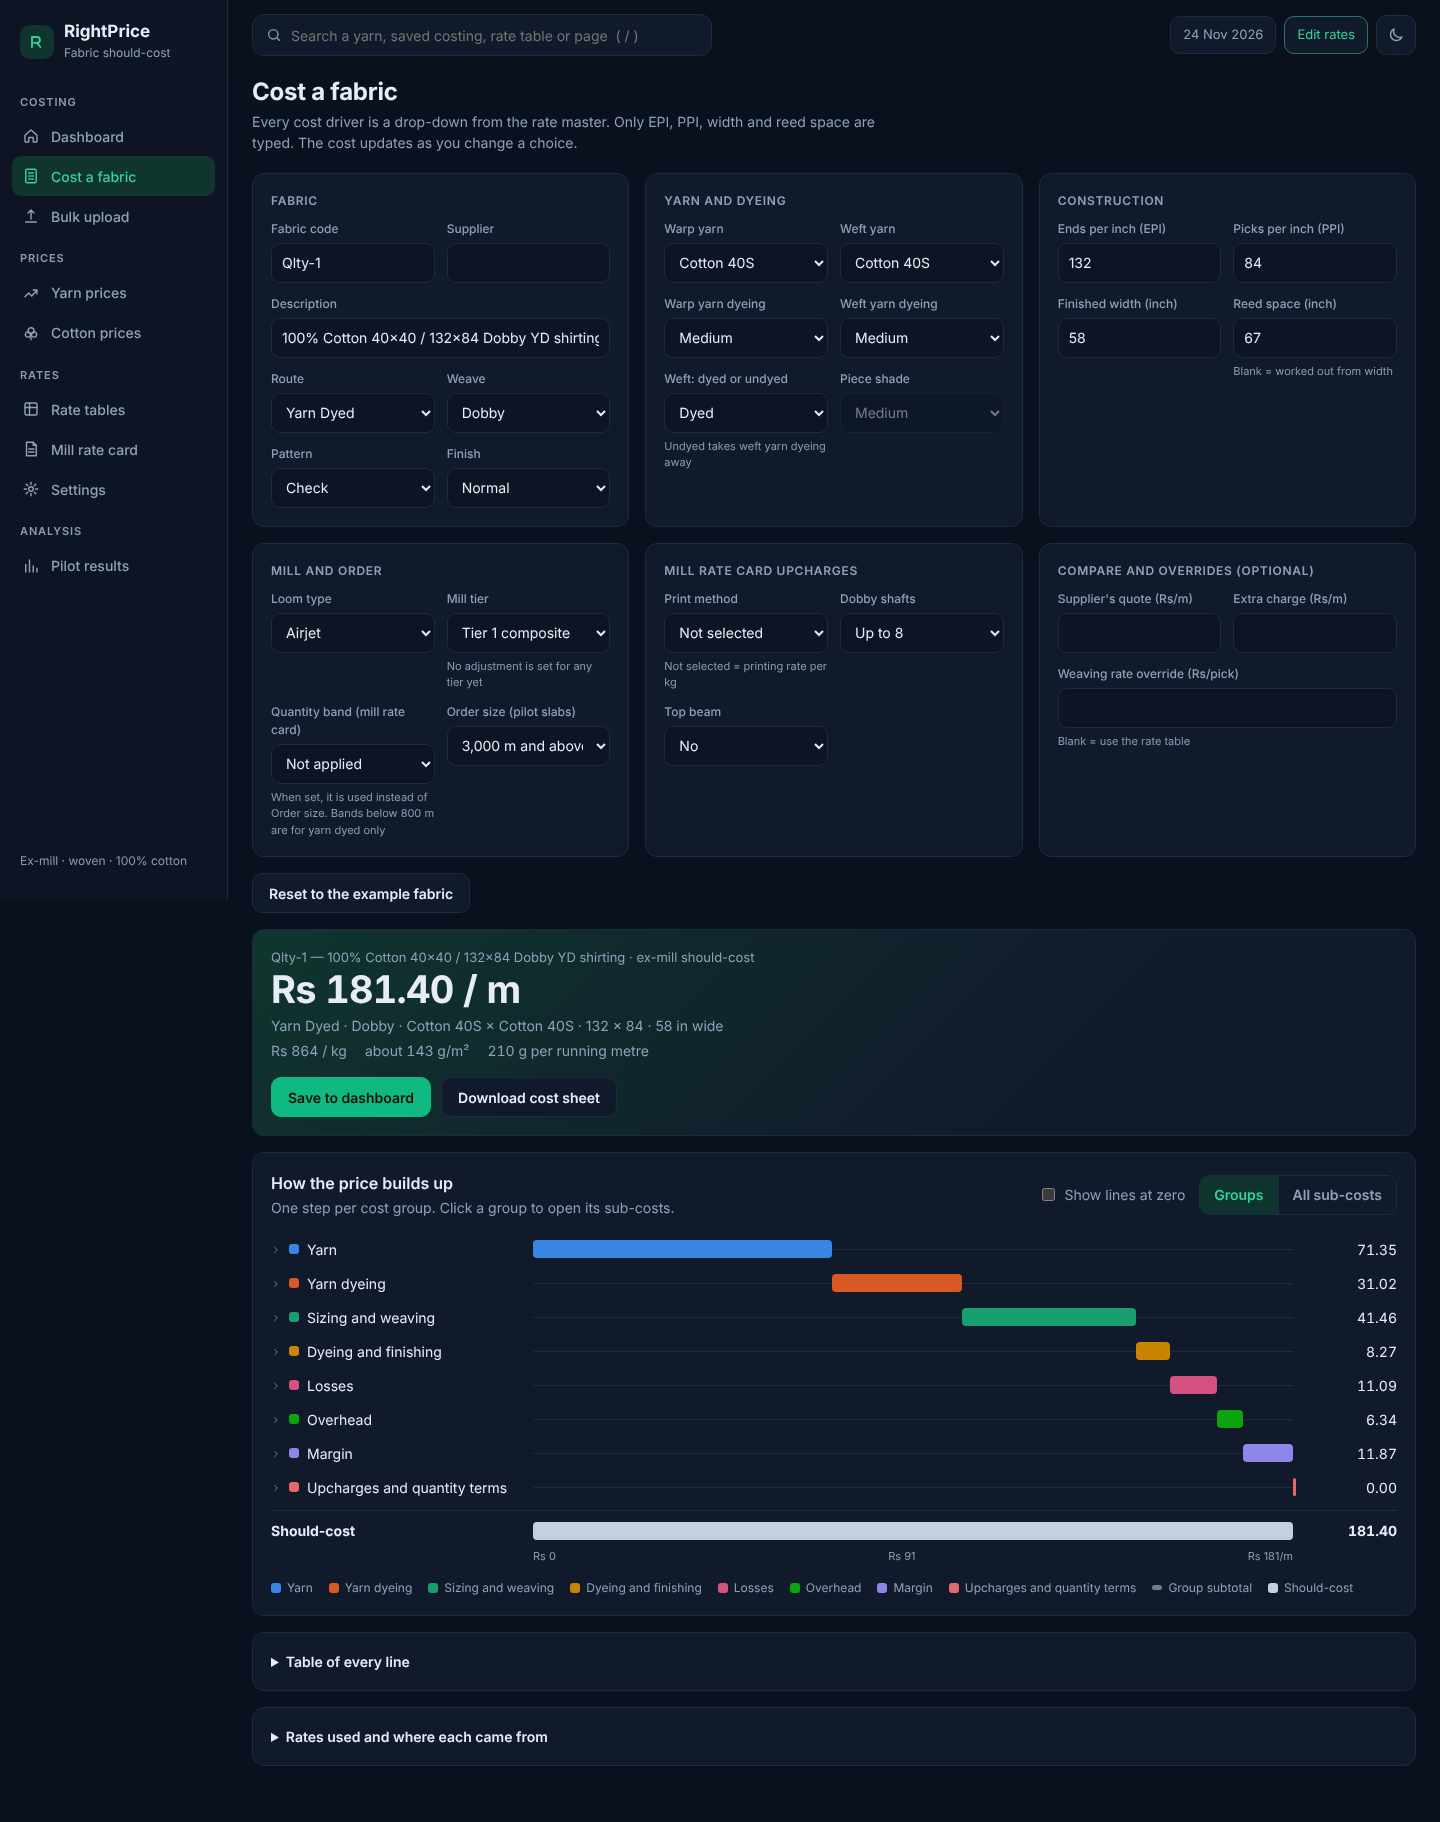 RightPrice
Fabric should-cost
COSTING
Dashboard
Cost a fabric
Bulk upload
PRICES
Yarn prices
Cotton prices
RATES
Rate tables
Mill rate card
Settings
ANALYSIS
Pilot results
Ex-mill · woven · 100% cotton
Search a yarn, saved costing, rate table or page ( / )
24 Nov 2026
Edit rates
Cost a fabric
Every cost driver is a drop-down from the rate master. Only EPI, PPI, width and reed space are
typed. The cost updates as you change a choice.
FABRIC
Fabric code
Supplier
Qlty-1
Description
100% Cotton 40×40 / 132×84 Dobby YD shirting
Route
Weave
Yarn Dyed
Dobby
Pattern
Finish
Check
Normal
YARN AND DYEING
Warp yarn
Weft yarn
Cotton 40S
Cotton 40S
Warp yarn dyeing
Weft yarn dyeing
Medium
Medium
Weft: dyed or undyed
Piece shade
Dyed
Medium
Undyed takes weft yarn dyeing
away
CONSTRUCTION
Ends per inch (EPI)
Picks per inch (PPI)
132
84
Finished width (inch)
Reed space (inch)
58
67
Blank = worked out from width
MILL AND ORDER
Loom type
Mill tier
Airjet
Tier 1 composite
No adjustment is set for any
tier yet
Quantity band (mill rate
card)
Order size (pilot slabs)
Not applied
3,000 m and above
When set, it is used instead of
Order size. Bands below 800 m
are for yarn dyed only
MILL RATE CARD UPCHARGES
Print method
Dobby shafts
Not selected
Up to 8
Not selected = printing rate per
kg
Top beam
No
COMPARE AND OVERRIDES (OPTIONAL)
Supplier's quote (Rs/m)
Extra charge (Rs/m)
Weaving rate override (Rs/pick)
Blank = use the rate table
Reset to the example fabric
Qlty-1 — 100% Cotton 40×40 / 132×84 Dobby YD shirting · ex-mill should-cost
Rs 181.40 / m
Yarn Dyed · Dobby · Cotton 40S × Cotton 40S · 132 × 84 · 58 in wide
Rs 864 / kg about 143 g/m² 210 g per running metre
Save to dashboard
Download cost sheet
How the price builds up
One step per cost group. Click a group to open its sub-costs.
Show lines at zero
Groups
All sub-costs
Yarn 71.35
Yarn dyeing 31.02
Sizing and weaving 41.46
Dyeing and finishing 8.27
Losses 11.09
Overhead 6.34
Margin 11.87
Upcharges and quantity terms 0.00
Should-cost 181.40
Rs 0 Rs 91 Rs 181/m
Yarn Yarn dyeing Sizing and weaving Dyeing and finishing Losses Overhead Margin Upcharges and quantity terms Group subtotal Should-cost
Table of every line
Rates used and where each came from